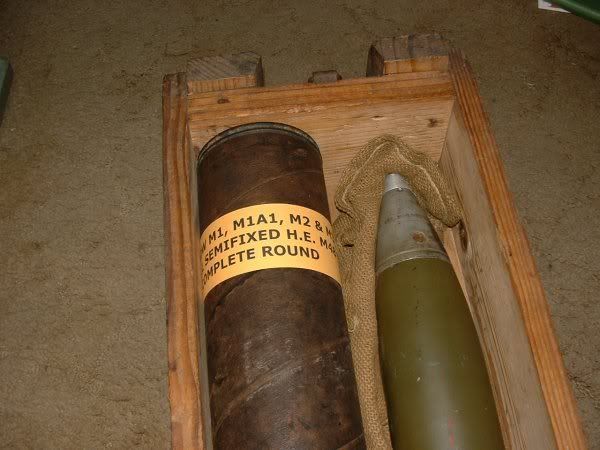 M1, M1A1, M2 &
SEMIFIXED H.E.
COMPLETE ROUND